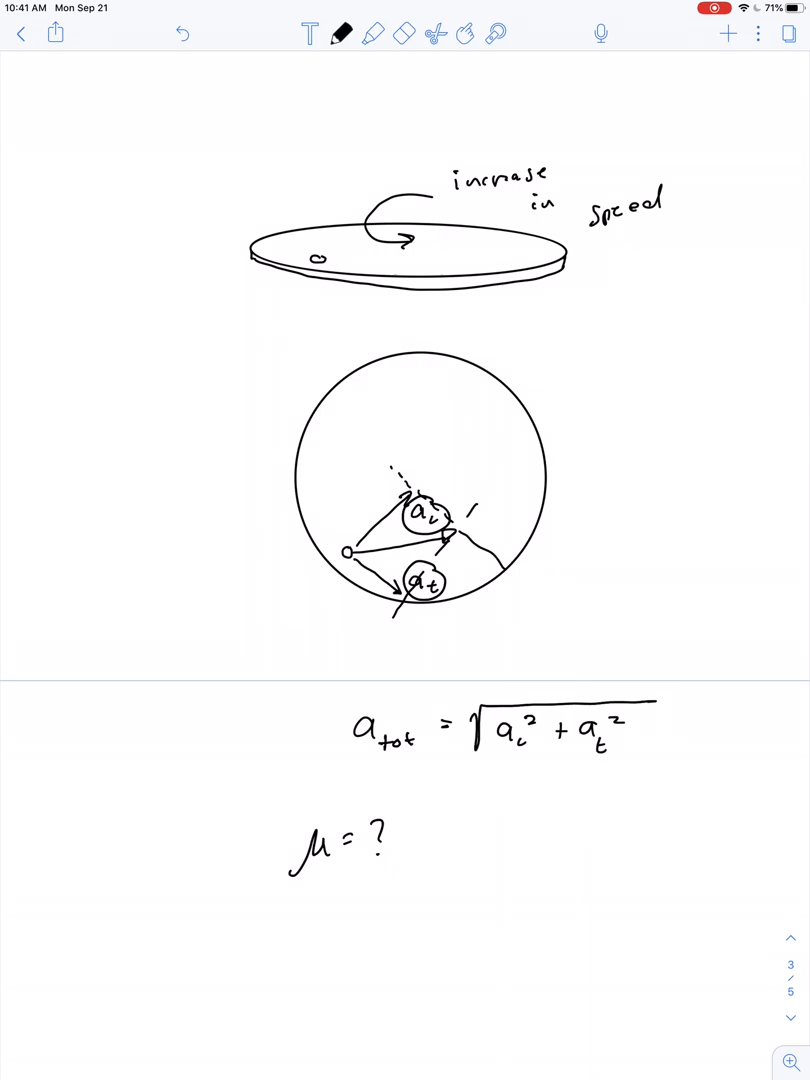 10:41 AM Mon Sep 21
71%
T
increase
in
speed
a_c
a_t
a_tot = √(a_c² + a_t²)
μ = ?
3
/
5